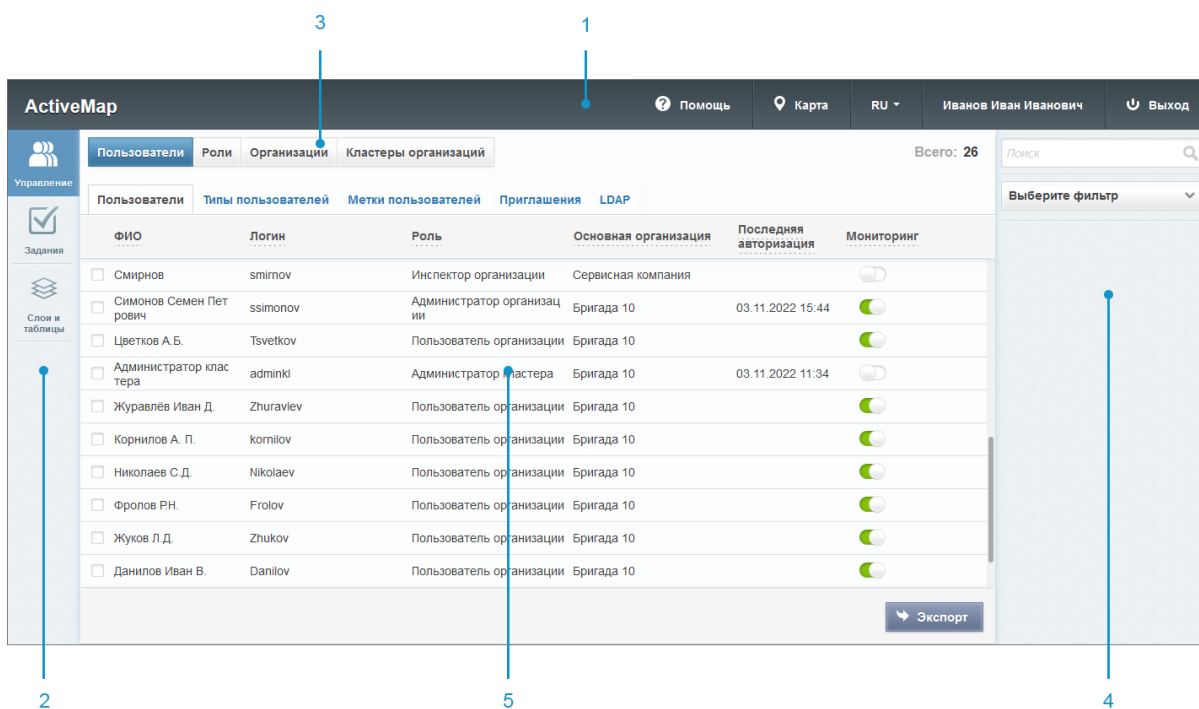 3 1
ActiveMap Помощь Карта RU Иванов Иван Иванович Выход
Управление
Задания
Слои и
таблицы
Пользователи Роли Организации Кластеры организаций Всего: 26
Пользователи Типы пользователей Метки пользователей Приглашения LDAP
ФИО Логин Роль Основная организация Последняя
авторизация Мониторинг
Смирнов smirnov Инспектор организации Сервисная компания
Симонов Семен Пет
рович ssimonov Администратор организац
ии Бригада 10 03.11.2022 15:44
Цветков А.Б. Tsvetkov Пользователь организации Бригада 10
Администратор клас
тера adminkl Администратор кластера Бригада 10 03.11.2022 11:34
Журавлёв Иван Д. Zhuravlev Пользователь организации Бригада 10
Корнилов А. П. kornilov Пользователь организации Бригада 10
Николаев С.Д. Nikolaev Пользователь организации Бригада 10
Фролов Р.Н. Frolov Пользователь организации Бригада 10
Жуков Л.Д. Zhukov Пользователь организации Бригада 10
Данилов Иван В. Danilov Пользователь организации Бригада 10
Экспорт
Поиск
Выберите фильтр
2 5 4